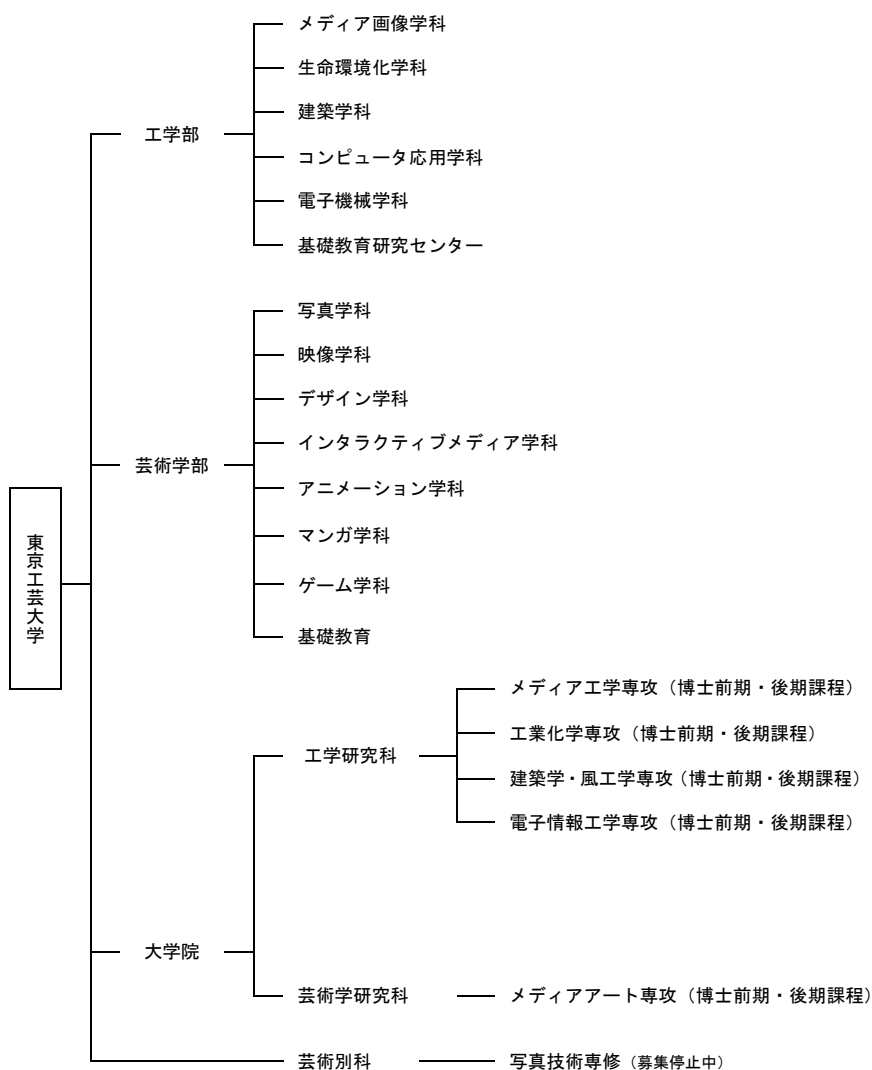 東京工芸大学
工学部
メディア画像学科
生命環境化学科
建築学科
コンピュータ応用学科
電子機械学科
基礎教育研究センター
芸術学部
写真学科
映像学科
デザイン学科
インタラクティブメディア学科
アニメーション学科
マンガ学科
ゲーム学科
基礎教育
大学院
工学研究科
メディア工学専攻（博士前期・後期課程）
工業化学専攻（博士前期・後期課程）
建築学・風工学専攻（博士前期・後期課程）
電子情報工学専攻（博士前期・後期課程）
芸術学研究科
メディアアート専攻（博士前期・後期課程）
芸術別科
写真技術専修（募集停止中）